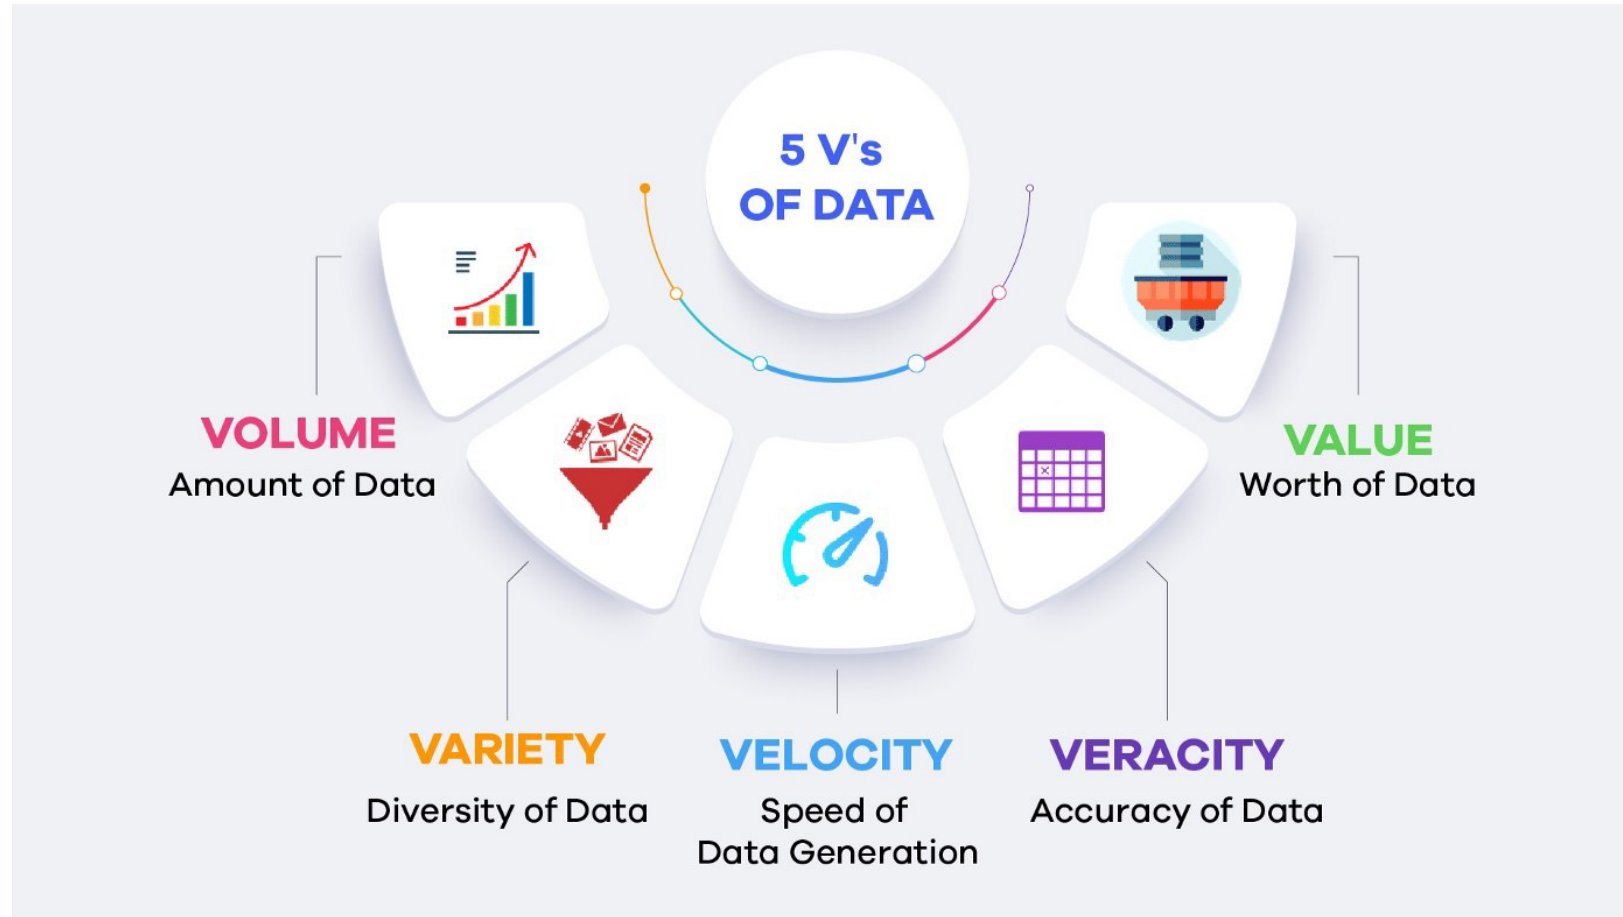 5 V's
OF DATA
VOLUME
Amount of Data
VARIETY
Diversity of Data
VELOCITY
Speed of
Data Generation
VERACITY
Accuracy of Data
VALUE
Worth of Data